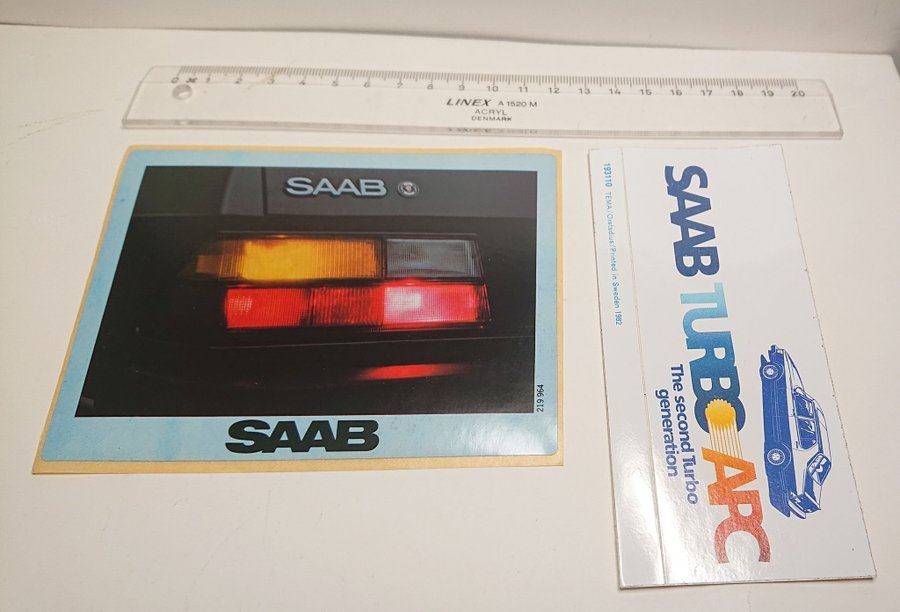 0 1 2 3 4 5 6 7 8 9 10 11 12 13 14 15 16 17 18 19 20
LINEX A 1520 M
ACRYL
DENMARK
SAAB
219 964
SAAB
SAAB TURBO APC
The second Turbo
generation
193110 TEMA/Orstadius/Printed in Sweden 1982